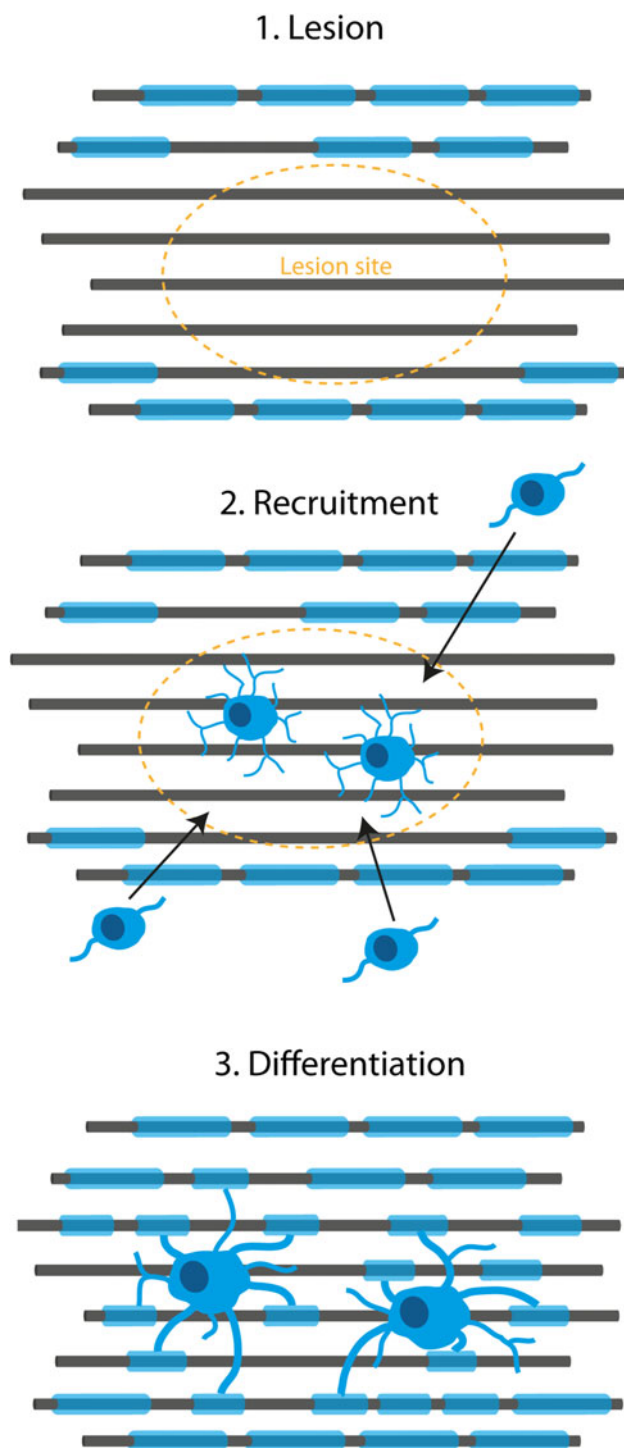 1. Lesion
Lesion site
2. Recruitment
3. Differentiation